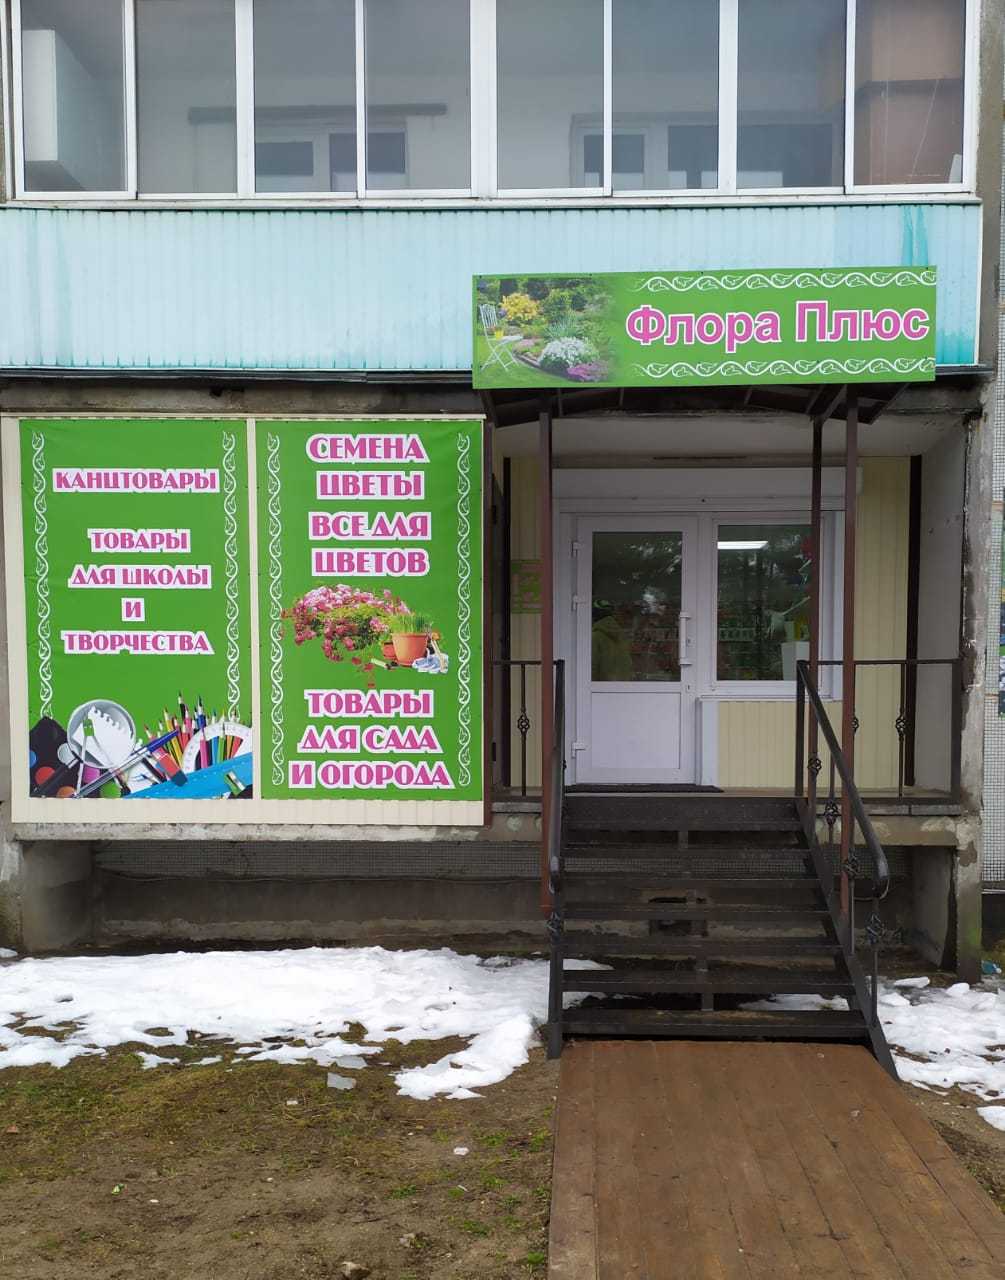 Флора Плюс
КАНЦТОВАРЫ
ТОВАРЫ
ДЛЯ ШКОЛЫ
И
ТВОРЧЕСТВА
СЕМЕНА
ЦВЕТЫ
ВСЕ ДЛЯ
ЦВЕТОВ
ТОВАРЫ
ДЛЯ САДА
И ОГОРОДА